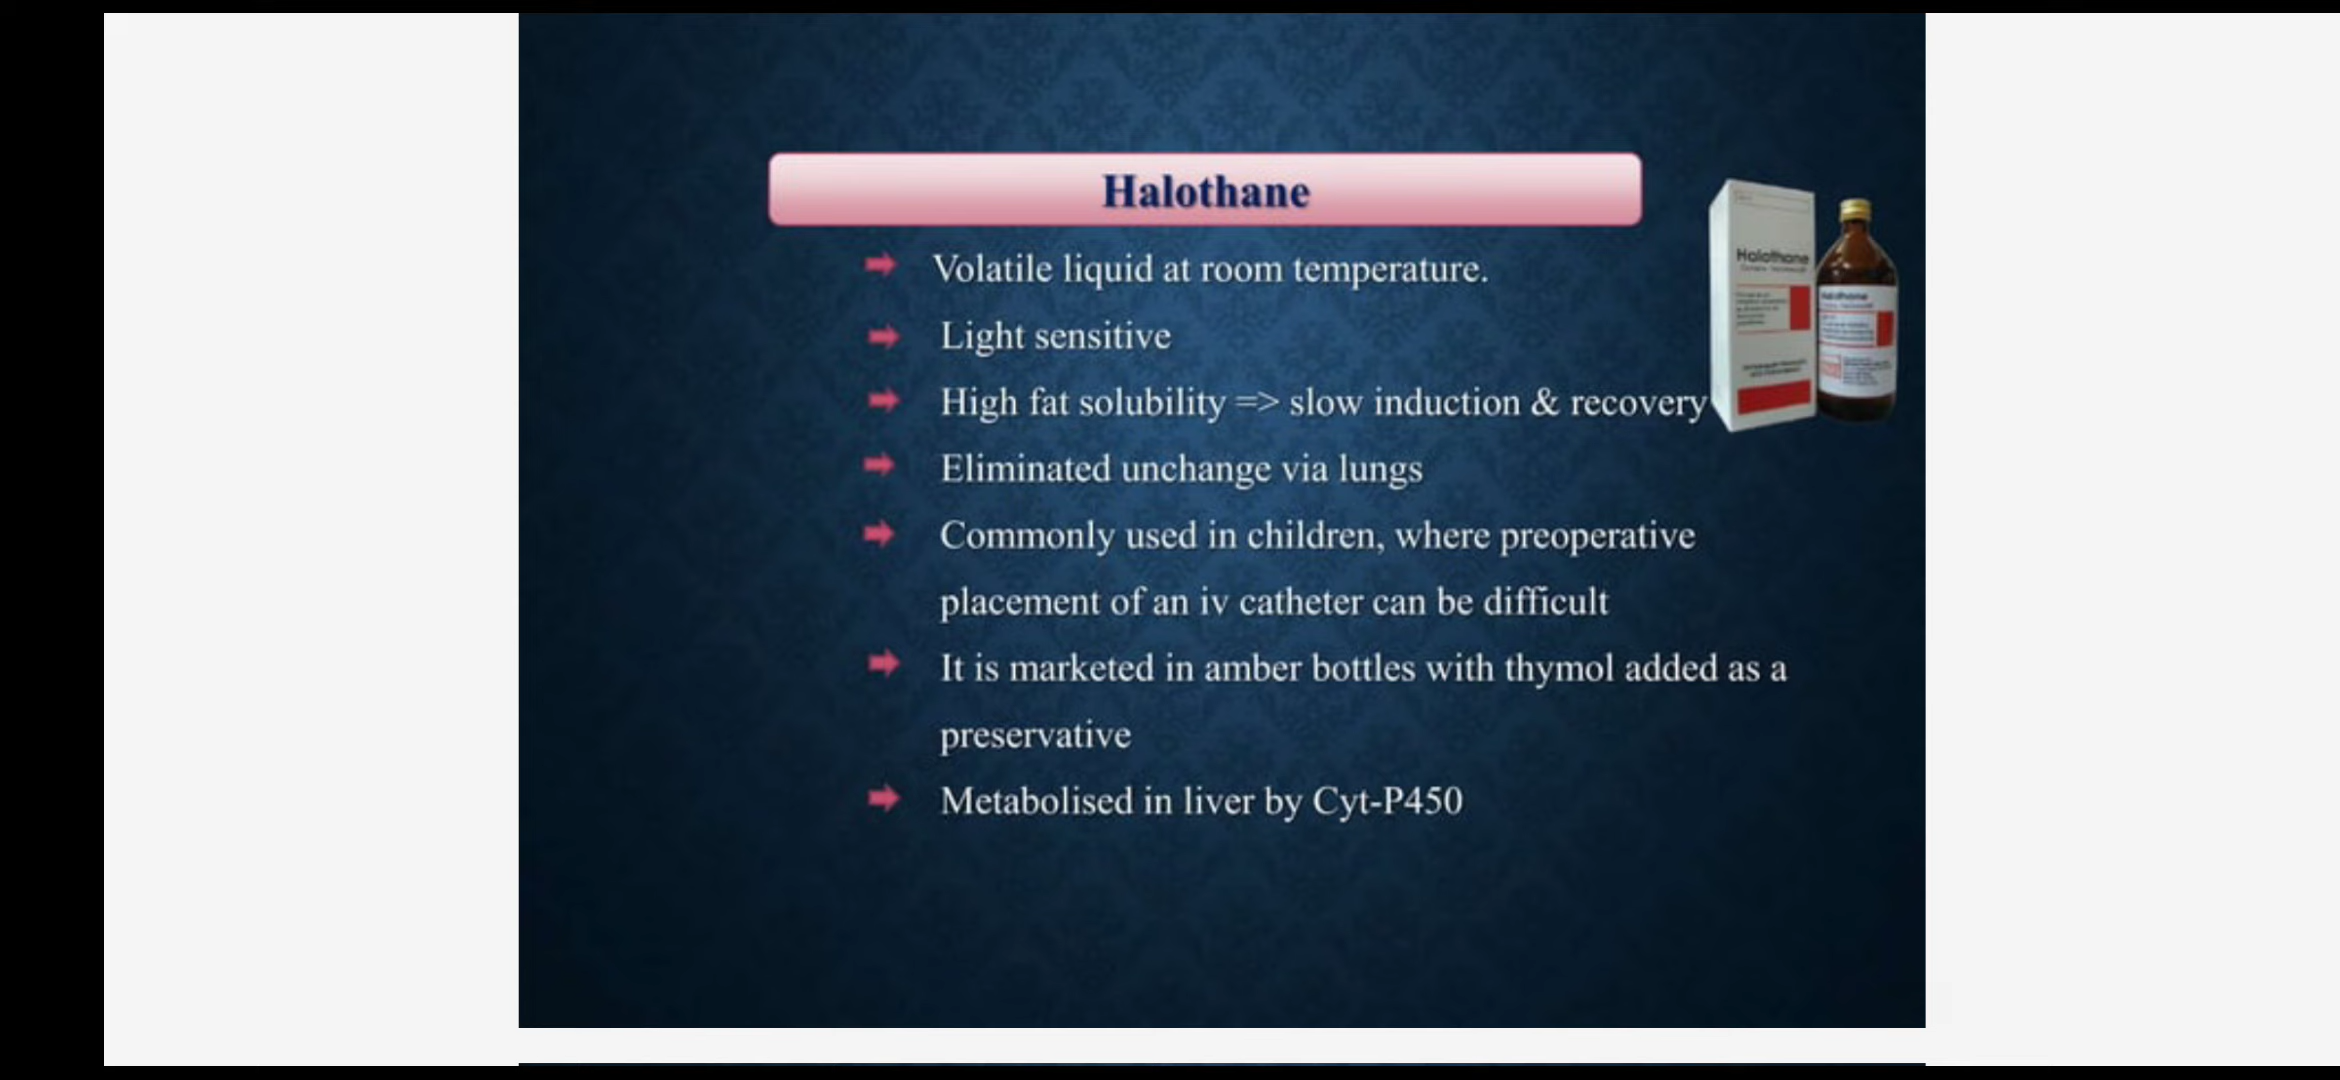 Halothane
Volatile liquid at room temperature.
Light sensitive
High fat solubility => slow induction & recovery
Eliminated unchange via lungs
Commonly used in children, where preoperative
placement of an iv catheter can be difficult
It is marketed in amber bottles with thymol added as a
preservative
Metabolised in liver by Cyt-P450
Halothane
Halothane